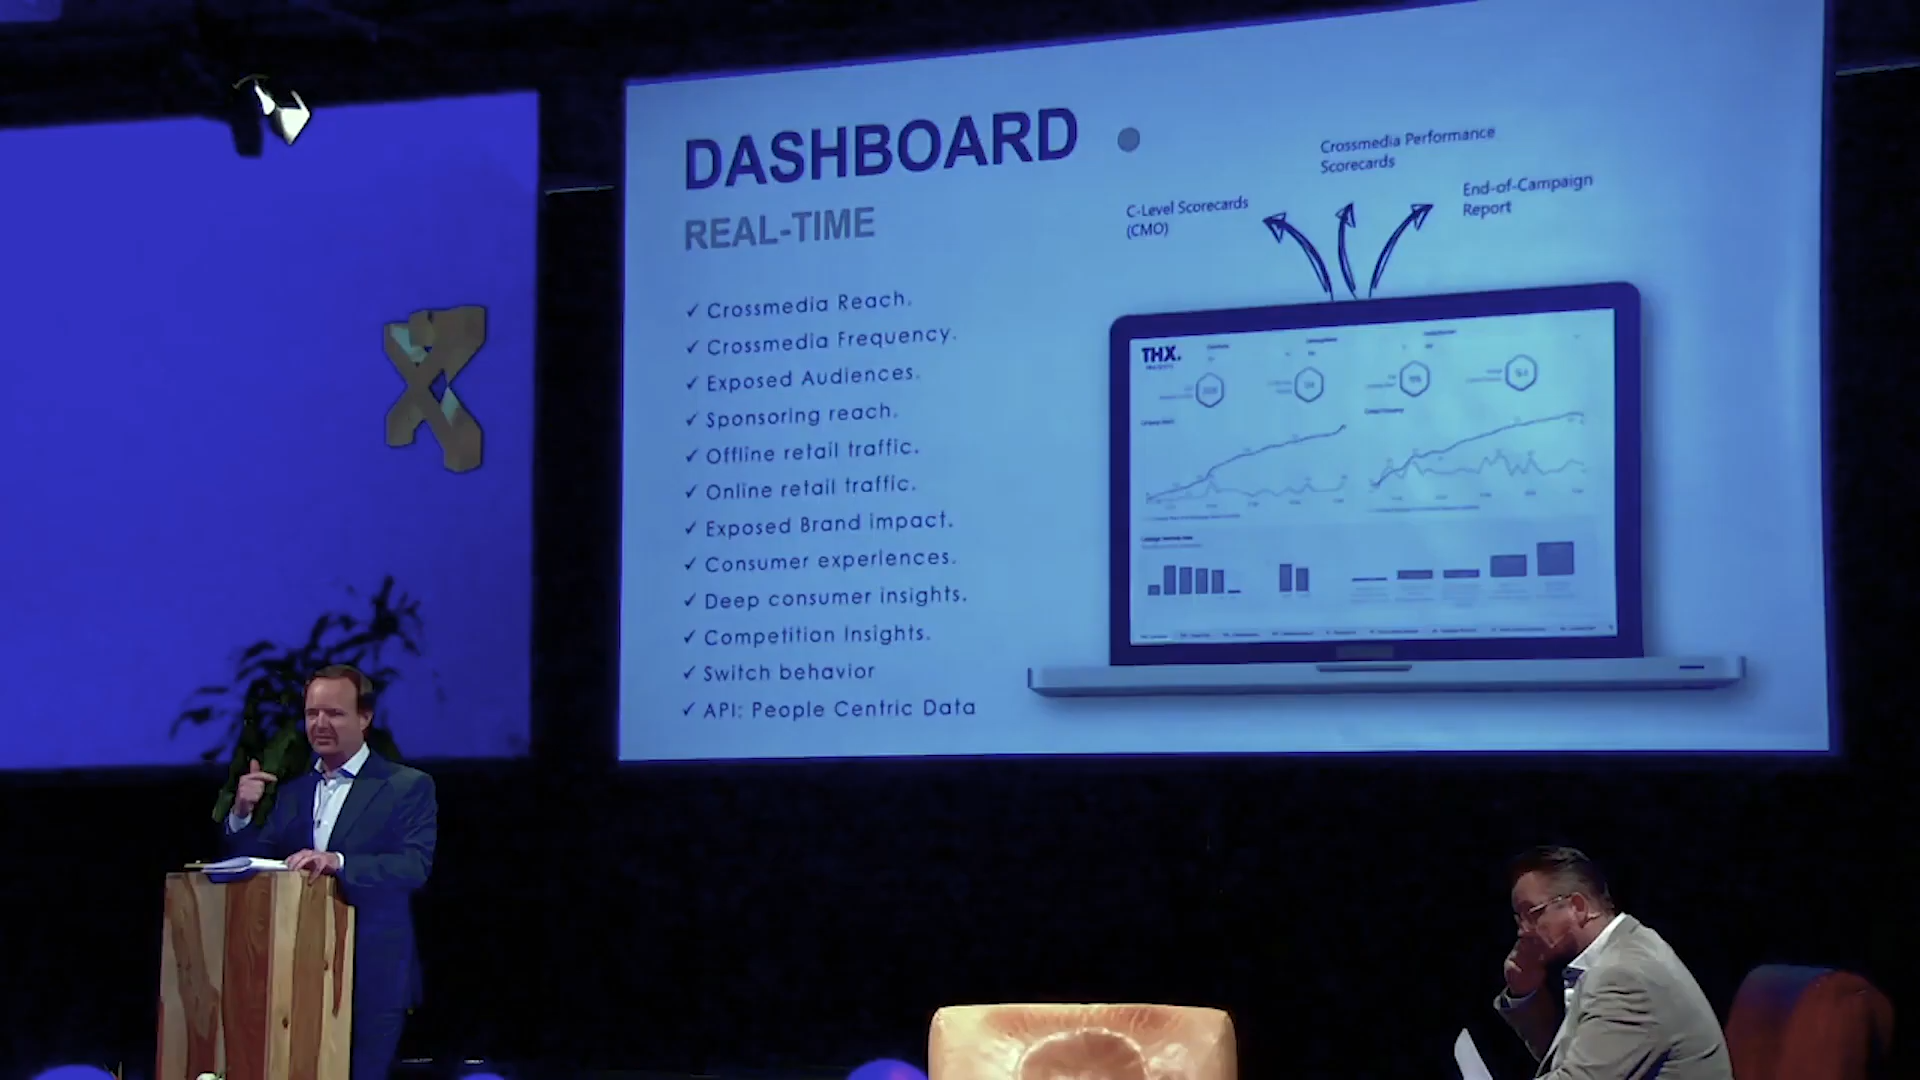 DASHBOARD
REAL-TIME
✓ Crossmedia Reach.
✓ Crossmedia Frequency.
✓ Exposed Audiences.
✓ Sponsoring reach.
✓ Offline retail traffic.
✓ Online retail traffic.
✓ Exposed Brand impact.
✓ Consumer experiences.
✓ Deep consumer insights.
✓ Competition Insights.
✓ Switch behavior
✓ API: People Centric Data
C-Level Scorecards
(CMO)
Crossmedia Performance
Scorecards
End-of-Campaign
Report
THX.